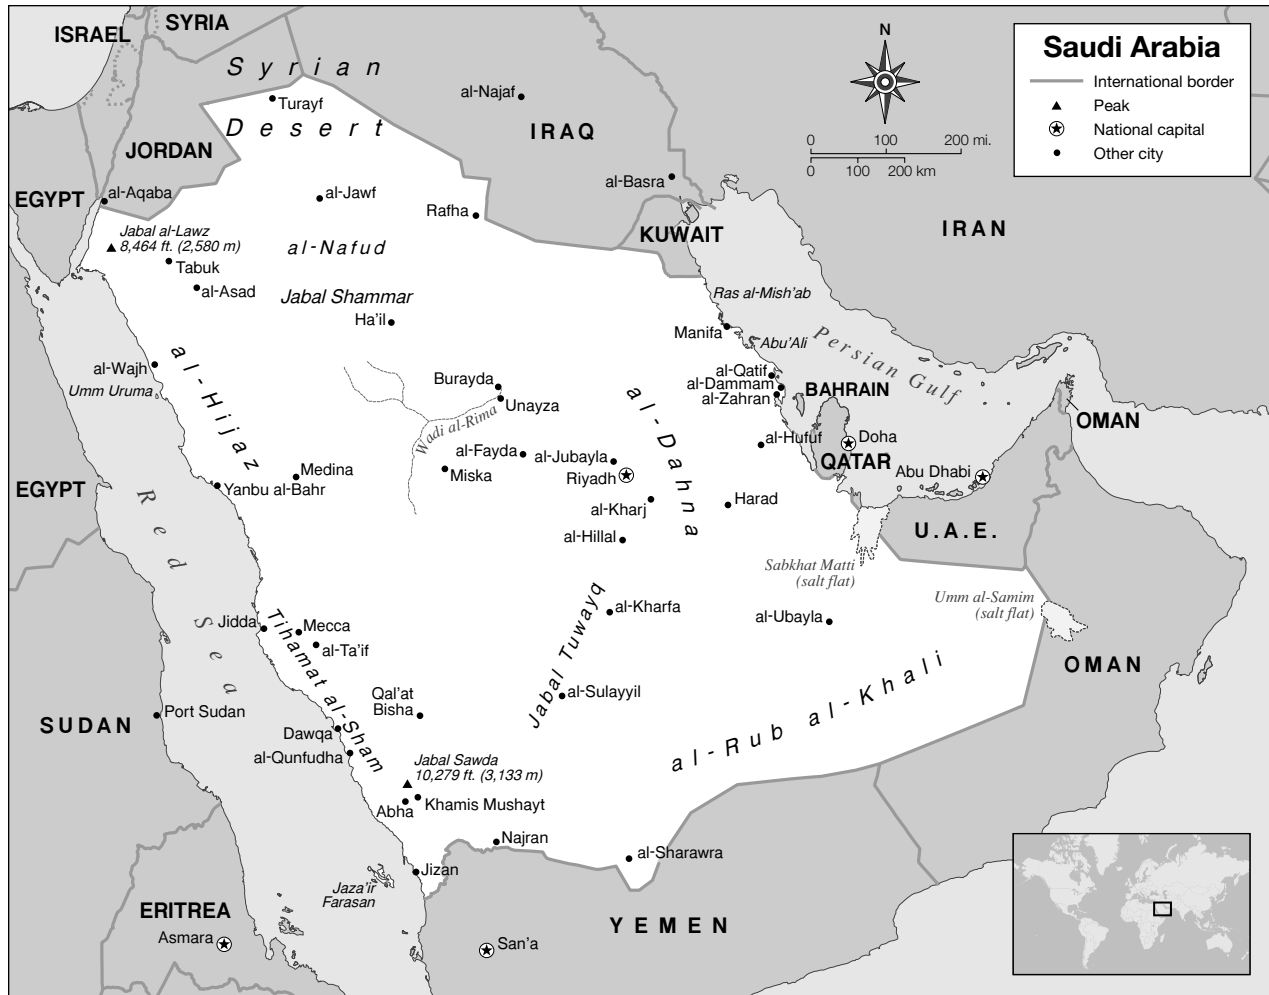 ISRAEL
SYRIA
Syrian
Desert
Turayf
al-Najaf
IRAQ
N
0 100 200 mi.
0 100 200 km
Saudi Arabia
International border
Peak
National capital
Other city
JORDAN
EGYPT
al-Aqaba
al-Jawf
Rafha
al-Basra
KUWAIT
IRAN
Jabal al-Lawz
8,464 ft. (2,580 m)
Tabuk
al-Asad
al-Nafud
Jabal Shammar
Ha'il
Ras al-Mish'ab
Manifa
Abu'Ali
Persian Gulf
al-Wajh
Umm Uruma
al-Hijaz
Burayda
Unayza
Wadi al-Rima
al-Dahna
al-Qatif
al-Dammam
al-Zahran
BAHRAIN
OMAN
al-Hufuf
Doha
QATAR
Abu Dhabi
al-Fayda
al-Jubayla
Miska
Riyadh
Medina
Yanbu al-Bahr
EGYPT
Red Sea
al-Kharj
Harad
al-Hillal
U.A.E.
Sabkhat Matti
(salt flat)
Umm al-Samim
(salt flat)
Jidda
Mecca
al-Ta'if
Tihamat al-Sham
Jabal Tuwayq
al-Kharfa
al-Ubayla
OMAN
al-Sulayyil
al-Rub al-Khali
Qal'at
Bisha
SUDAN
Port Sudan
Dawqa
al-Qunfudha
Jabal Sawda
10,279 ft. (3,133 m)
Abha
Khamis Mushayt
Najran
al-Sharawra
Jizan
Jaza'ir
Farasan
ERITREA
Asmara
San'a
YEMEN